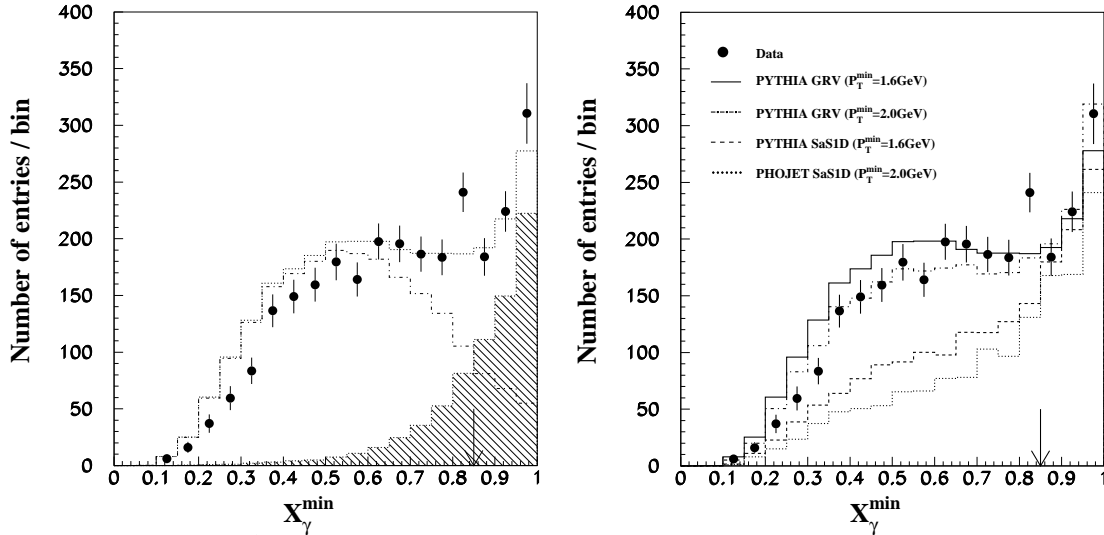 400
350
300
250
200
150
100
50
0
Number of entries / bin
0 0.1 0.2 0.3 0.4 0.5 0.6 0.7 0.8 0.9 1
Xγ^min
400
350
300
250
200
150
100
50
0
Number of entries / bin
Data
PYTHIA GRV (P_T^min=1.6GeV)
PYTHIA GRV (P_T^min=2.0GeV)
PYTHIA SaS1D (P_T^min=1.6GeV)
PHOJET SaS1D (P_T^min=2.0GeV)
0 0.1 0.2 0.3 0.4 0.5 0.6 0.7 0.8 0.9 1
Xγ^min